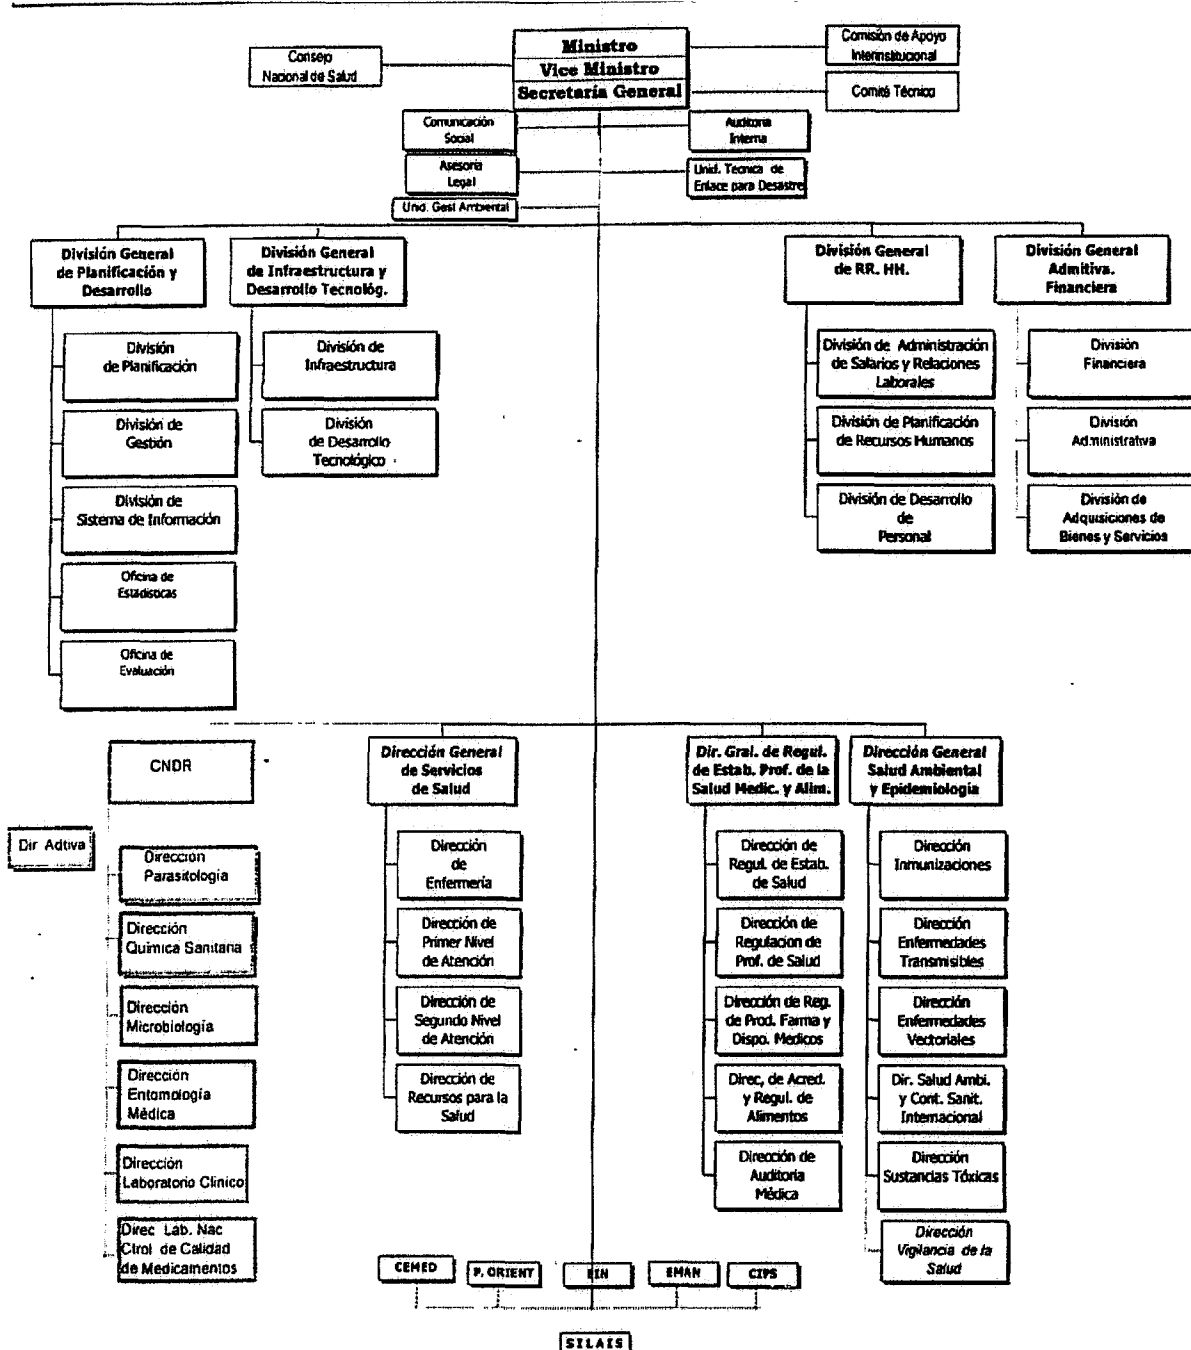 Consejo
Nacional de Salud
Ministro
Vice Ministro
Secretaría General
Comisión de Apoyo
Interinstitucional
Comité Técnico
Comunicación
Social
Auditoria
Interna
Asesoría
Legal
Unid. Tecnica de
Enlace para Desastre
Unid. Gest Ambiental
División General
de Planificación y
Desarrollo
División General
de Infraestructura y
Desarrollo Tecnológ.
División General
de RR. HH.
División General
Admitiva.
Financiera
División
de Planificación
División de
Gestión
División de
Sistema de Información
Oficina de
Estadísticas
Oficina de
Evaluación
División de
Infraestructura
División
de Desarrollo
Tecnológico
División de Administración
de Salarios y Relaciones
Laborales
División de Planificación
de Recursos Humanos
División de Desarrollo
de
Personal
División
Financiera
División
Administrativa
División de
Adquisiciones de
Bienes y Servicios
CNDR
Dir Adtiva
Dirección
Parasitología
Dirección
Química Sanitaria
Dirección
Microbiología
Dirección
Entomología
Médica
Dirección
Laboratorio Clinico
Direc Lab. Nac
Ctrol de Calidad
de Medicamentos
Dirección General
de Servicios
de Salud
Dirección
de
Enfermería
Dirección de
Primer Nivel
de Atención
Dirección de
Segundo Nivel
de Atención
Dirección de
Recursos para la
Salud
Dir. Gral. de Regul.
de Estab. Prof. de la
Salud Medic. y Alim.
Dirección de
Regul. de Estab.
de Salud
Dirección de
Regulacion de
Prof. de Salud
Dirección de Reg.
de Prod. Farma y
Dispo. Medicos
Direc, de Acred.
y Regul. de
Alimentos
Dirección de
Auditoria
Médica
Dirección General
Salud Ambiental
y Epidemiología
Dirección
Inmunizaciones
Dirección
Enfermedades
Transmisibles
Dirección
Enfermedades
Vectoriales
Dir. Salud Ambi.
y Cont. Sanit.
Internacional
Dirección
Sustancias Tóxicas
Dirección
Vigilancia de la
Salud
CEMED
P. ORIENT
EIN
EMAN
CIPS
SILAIS